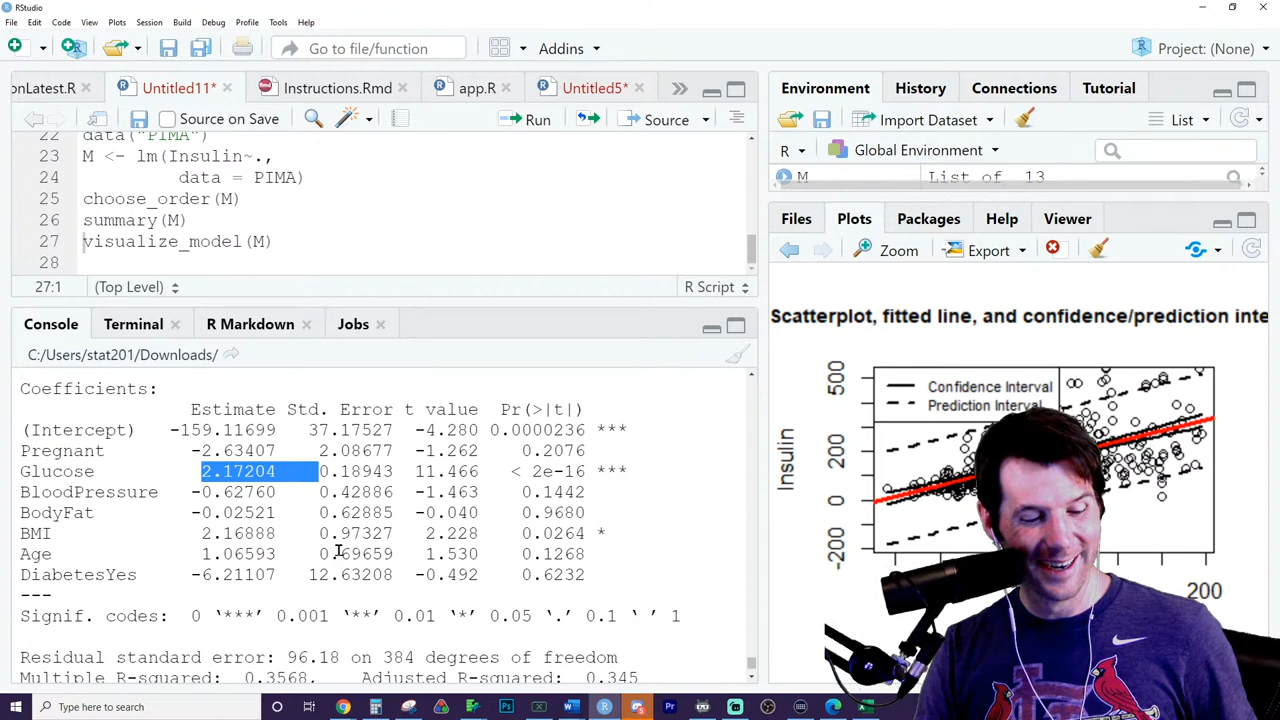 RStudio
File Edit Code View Plots Session Build Debug Profile Tools Help
Go to file/function Addins Project: (None)
onLatest.R Untitled11* Instructions.Rmd app.R Untitled5*
Source on Save Run Source
22 data("PIMA")
23 M <- lm(Insulin~.,
24 data = PIMA)
25 choose_order(M)
26 summary(M)
27 visualize_model(M)
28
27:1 (Top Level) R Script
Console Terminal R Markdown Jobs
C:/Users/stat201/Downloads/
Coefficients:
Estimate Std. Error t value Pr(>|t|)
(Intercept) -159.11699 37.17527 -4.280 0.0000236 ***
Pregnant -2.63407 2.08677 -1.262 0.2076
Glucose 2.17204 0.18943 11.466 < 2e-16 ***
BloodPressure -0.62760 0.42886 -1.463 0.1442
BodyFat -0.02521 0.62885 -0.040 0.9680
BMI 2.16888 0.97327 2.228 0.0264 *
Age 1.06593 0.69659 1.530 0.1268
DiabetesYes -6.21107 12.63208 -0.492 0.6232
---
Signif. codes: 0 ‘***’ 0.001 ‘**’ 0.01 ‘*’ 0.05 ‘.’ 0.1 ‘ ’ 1
Residual standard error: 96.18 on 384 degrees of freedom
Multiple R-squared: 0.3568, Adjusted R-squared: 0.345
Environment History Connections Tutorial
Import Dataset List
R Global Environment
M List of 13
Files Plots Packages Help Viewer
Zoom Export
Scatterplot, fitted line, and confidence/prediction inte
Confidence Interval
Prediction Interval
Insulin
500
200
0
-200
200
Type here to search